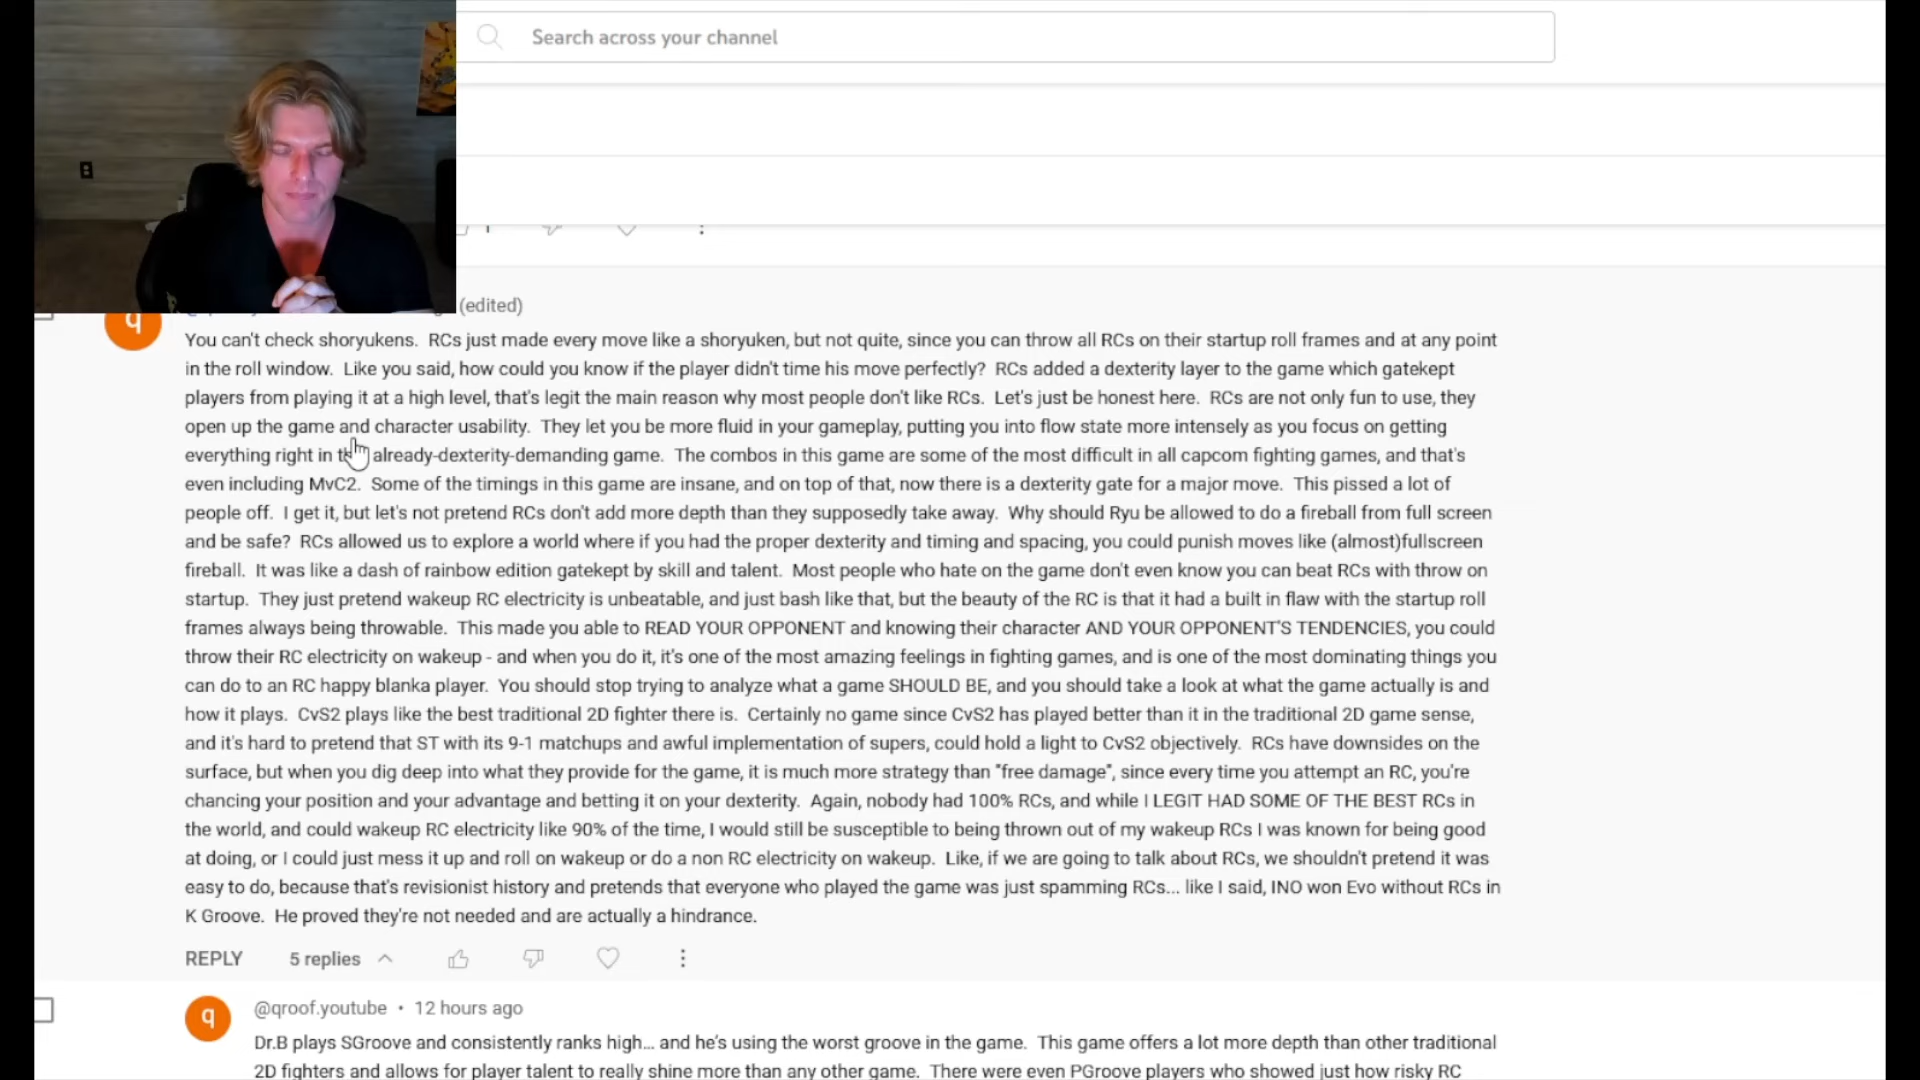 Search across your channel
1
(edited)
q
You can't check shoryukens. RCs just made every move like a shoryuken, but not quite, since you can throw all RCs on their startup roll frames and at any point
in the roll window. Like you said, how could you know if the player didn't time his move perfectly? RCs added a dexterity layer to the game which gatekept
players from playing it at a high level, that's legit the main reason why most people don't like RCs. Let's just be honest here. RCs are not only fun to use, they
open up the game and character usability. They let you be more fluid in your gameplay, putting you into flow state more intensely as you focus on getting
everything right in already-dexterity-demanding game. The combos in this game are some of the most difficult in all capcom fighting games, and that's
even including MvC2. Some of the timings in this game are insane, and on top of that, now there is a dexterity gate for a major move. This pissed a lot of
people off. I get it, but let's not pretend RCs don't add more depth than they supposedly take away. Why should Ryu be allowed to do a fireball from full screen
and be safe? RCs allowed us to explore a world where if you had the proper dexterity and timing and spacing, you could punish moves like (almost)fullscreen
fireball. It was like a dash of rainbow edition gatekept by skill and talent. Most people who hate on the game don't even know you can beat RCs with throw on
startup. They just pretend wakeup RC electricity is unbeatable, and just bash like that, but the beauty of the RC is that it had a built in flaw with the startup roll
frames always being throwable. This made you able to READ YOUR OPPONENT and knowing their character AND YOUR OPPONENT'S TENDENCIES, you could
throw their RC electricity on wakeup - and when you do it, it's one of the most amazing feelings in fighting games, and is one of the most dominating things you
can do to an RC happy blanka player. You should stop trying to analyze what a game SHOULD BE, and you should take a look at what the game actually is and
how it plays. CvS2 plays like the best traditional 2D fighter there is. Certainly no game since CvS2 has played better than it in the traditional 2D game sense,
and it's hard to pretend that ST with its 9-1 matchups and awful implementation of supers, could hold a light to CvS2 objectively. RCs have downsides on the
surface, but when you dig deep into what they provide for the game, it is much more strategy than "free damage", since every time you attempt an RC, you're
chancing your position and your advantage and betting it on your dexterity. Again, nobody had 100% RCs, and while I LEGIT HAD SOME OF THE BEST RCs in
the world, and could wakeup RC electricity like 90% of the time, I would still be susceptible to being thrown out of my wakeup RCs I was known for being good
at doing, or I could just mess it up and roll on wakeup or do a non RC electricity on wakeup. Like, if we are going to talk about RCs, we shouldn't pretend it was
easy to do, because that's revisionist history and pretends that everyone who played the game was just spamming RCs... like I said, INO won Evo without RCs in
K Groove. He proved they're not needed and are actually a hindrance.
REPLY 5 replies
q
@qroof.youtube • 12 hours ago
Dr.B plays SGroove and consistently ranks high... and he's using the worst groove in the game. This game offers a lot more depth than other traditional
2D fighters and allows for player talent to really shine more than any other game. There were even PGroove players who showed just how risky RC